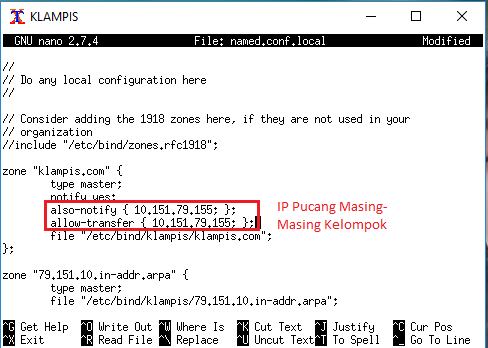 KLAMPIS
GNU nano 2.7.4 File: named.conf.local Modified
//
// Do any local configuration here
//
// Consider adding the 1918 zones here, if they are not used in your
// organization
//include "/etc/bind/zones.rfc1918";
zone "klampis.com" {
type master;
notify yes;
also-notify { 10.151.79.155; };
allow-transfer { 10.151.79.155; };
file "/etc/bind/klampis/klampis.com";
};
IP Pucang Masing-
Masing Kelompok
zone "79.151.10.in-addr.arpa" {
type master;
file "/etc/bind/klampis/79.151.10.in-addr.arpa";
^G Get Help ^O Write Out ^W Where Is ^K Cut Text ^J Justify ^C Cur Pos
^X Exit ^R Read File ^\ Replace ^U Uncut Text ^T To Spell ^_ Go To Line